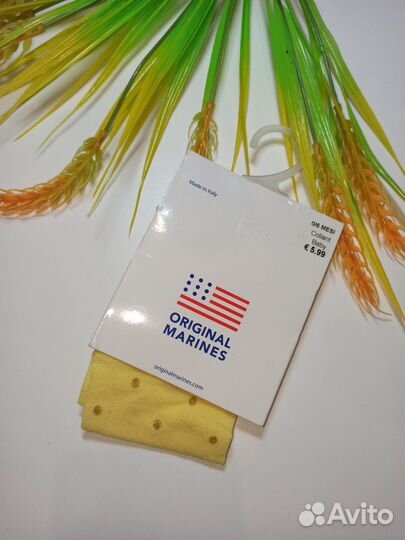 Made in Italy
0/6 MESI
Collant
Baby
€ 5.99
ORIGINAL
MARINES
originalmarines.com
Avito